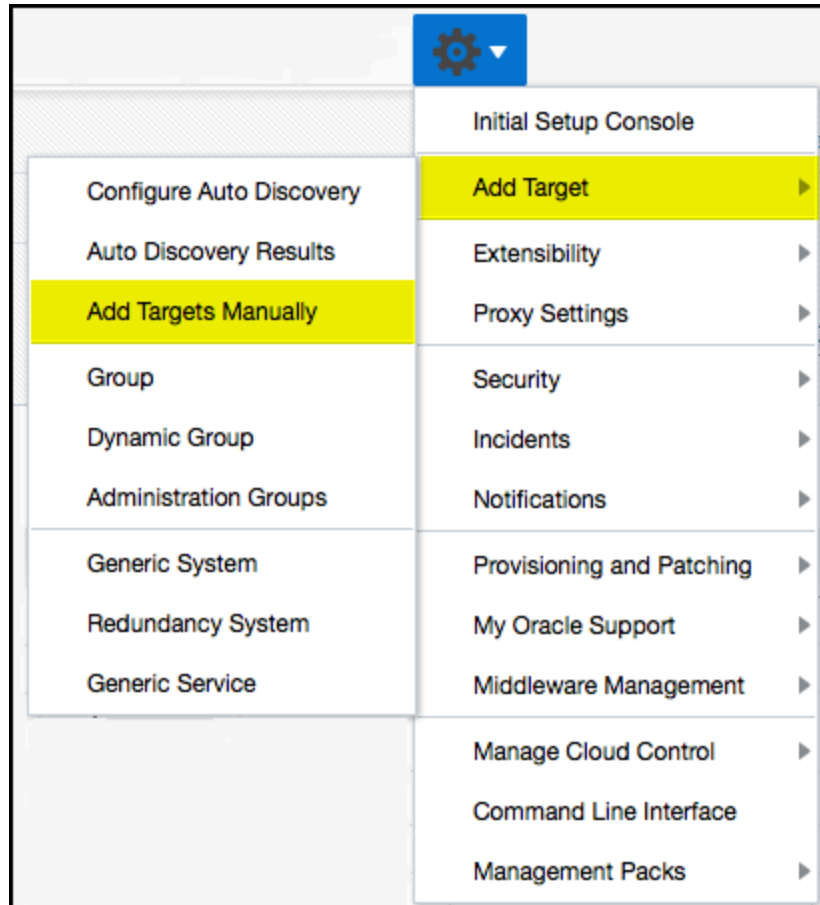 Initial Setup Console
Add Target
Extensibility
Proxy Settings
Security
Incidents
Notifications
Provisioning and Patching
My Oracle Support
Middleware Management
Manage Cloud Control
Command Line Interface
Management Packs
Configure Auto Discovery
Auto Discovery Results
Add Targets Manually
Group
Dynamic Group
Administration Groups
Generic System
Redundancy System
Generic Service